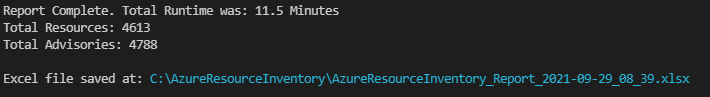 Report Complete. Total Runtime was: 11.5 Minutes
Total Resources: 4613
Total Advisories: 4788
Excel file saved at: C:\AzureResourceInventory\AzureResourceInventory_Report_2021-09-29_08_39.xlsx